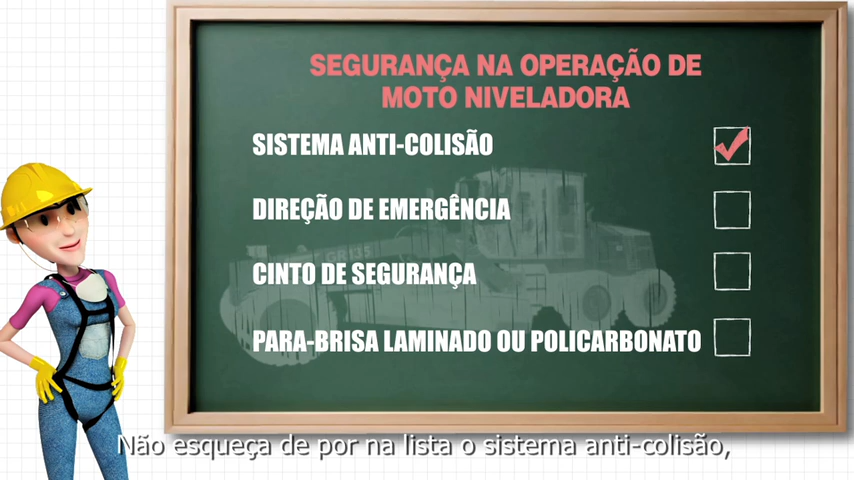 SEGURANÇA NA OPERAÇÃO DE
MOTO NIVELADORA
SISTEMA ANTI-COLISÃO
DIREÇÃO DE EMERGÊNCIA
GR135
CINTO DE SEGURANÇA
PARA-BRISA LAMINADO OU POLICARBONATO
Não esqueça de por na lista o sistema anti-colisão,